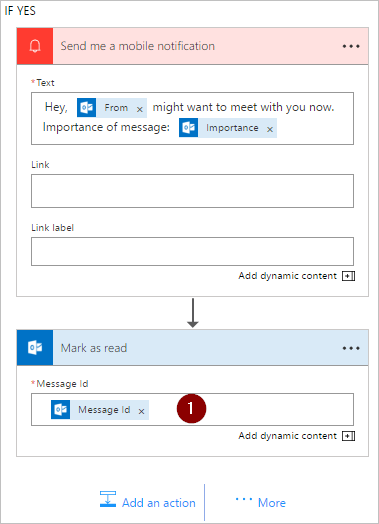 IF YES
Send me a mobile notification ...
*Text
Hey, From × might want to meet with you now.
Importance of message: Importance ×
Link
Link label
Add dynamic content
Mark as read ...
*Message Id
Message Id × 1
Add dynamic content
Add an action ... More